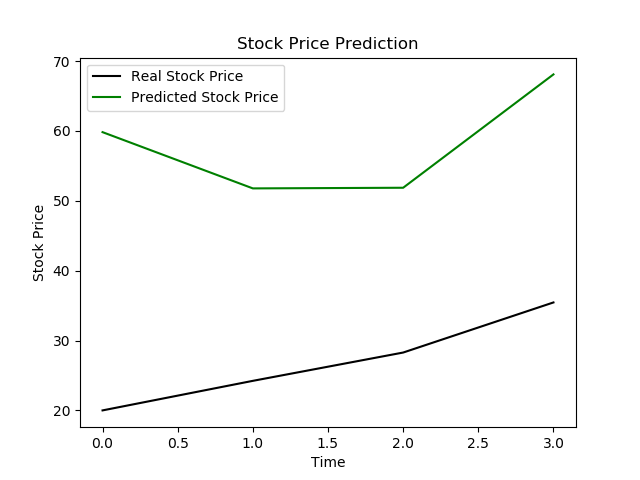 Stock Price Prediction
Real Stock Price
Predicted Stock Price
70
60
50
40
30
20
Stock Price
0.0 0.5 1.0 1.5 2.0 2.5 3.0
Time